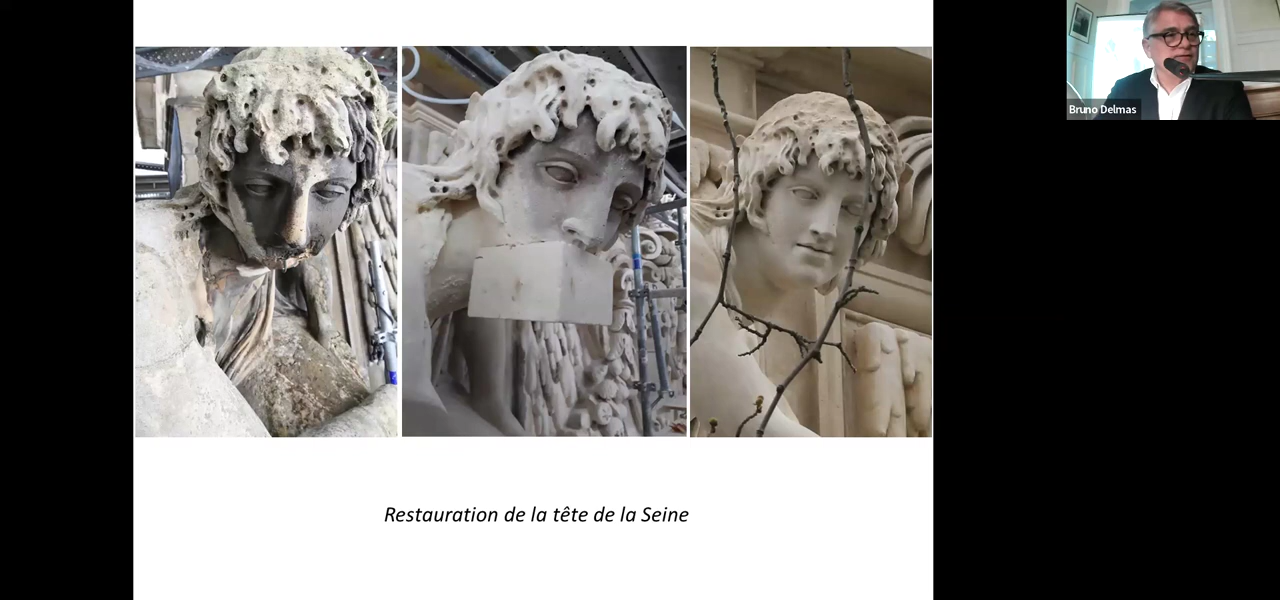 Bruno Delmas
Restauration de la tête de la Seine